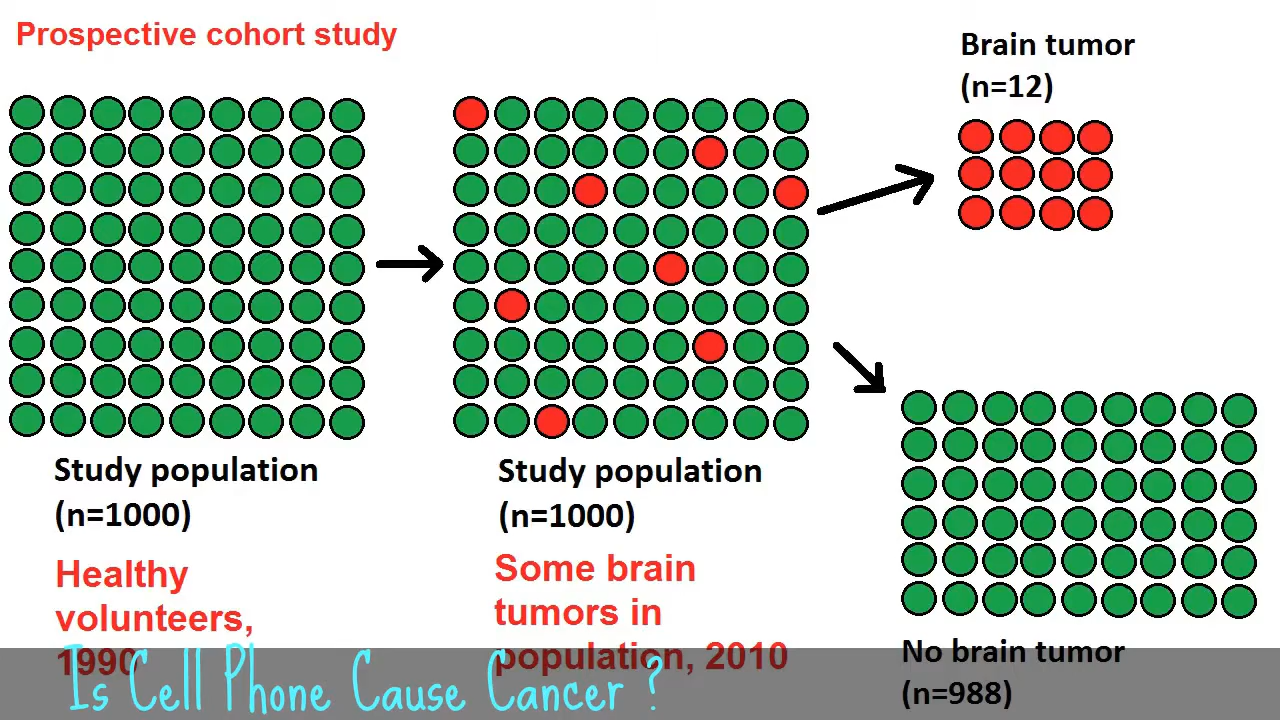 Prospective cohort study
Brain tumor
(n=12)
Study population
(n=1000)
Healthy
volunteers,
1990
Study population
(n=1000)
Some brain
tumors in
population, 2010
No brain tumor
(n=988)
Is Cell Phone Cause Cancer ?